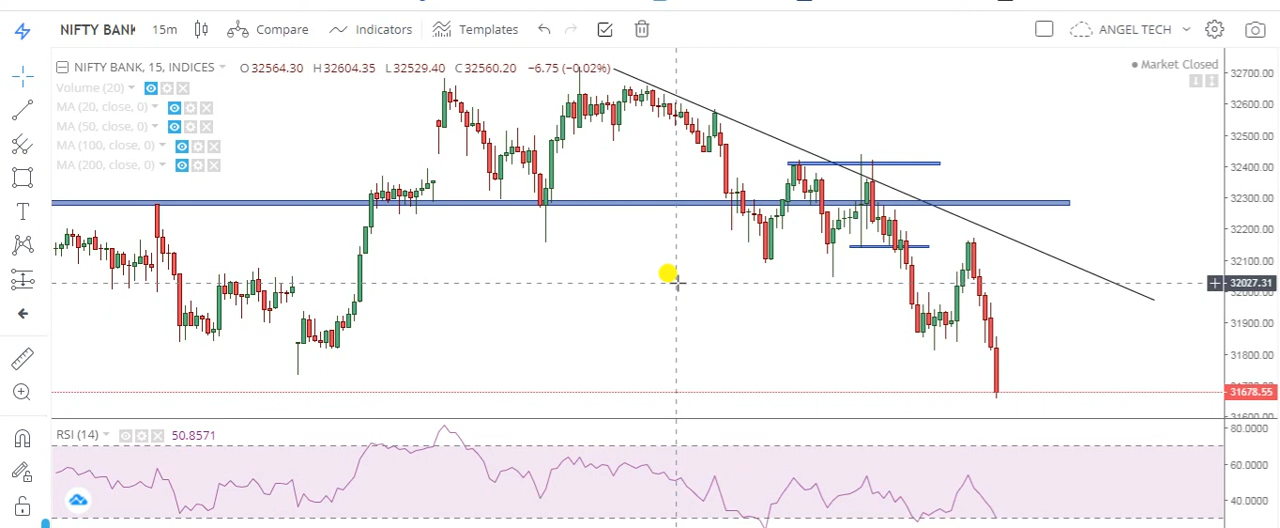 NIFTY BANK 15m Compare Indicators Templates ANGEL TECH
NIFTY BANK, 15, INDICES O 32564.30 H 32604.35 L 32529.40 C 32560.20 −6.75 (−0.02%)
Market Closed
Volume (20)
MA (20, close, 0)
MA (50, close, 0)
MA (100, close, 0)
MA (200, close, 0)
32700.00
32600.00
32500.00
32400.00
32300.00
32200.00
32100.00
32027.31
32000.00
31900.00
31800.00
31678.55
31600.00
RSI (14) 50.8571
80.0000
60.0000
40.0000